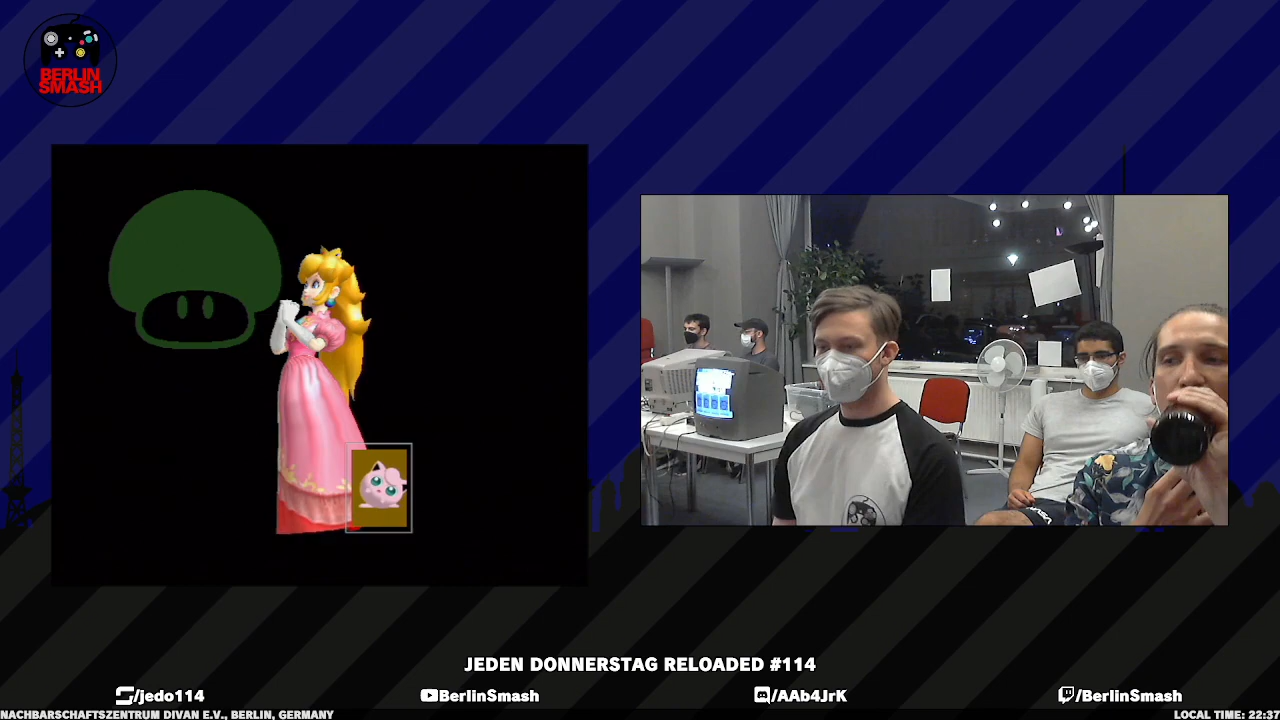 BERLIN
SMASH
JEDEN DONNERSTAG RELOADED #114
/jedo114
BerlinSmash
/AAb4JrK
/BerlinSmash
NACHBARSCHAFTSZENTRUM DIVAN E.V., BERLIN, GERMANY
LOCAL TIME: 22:37